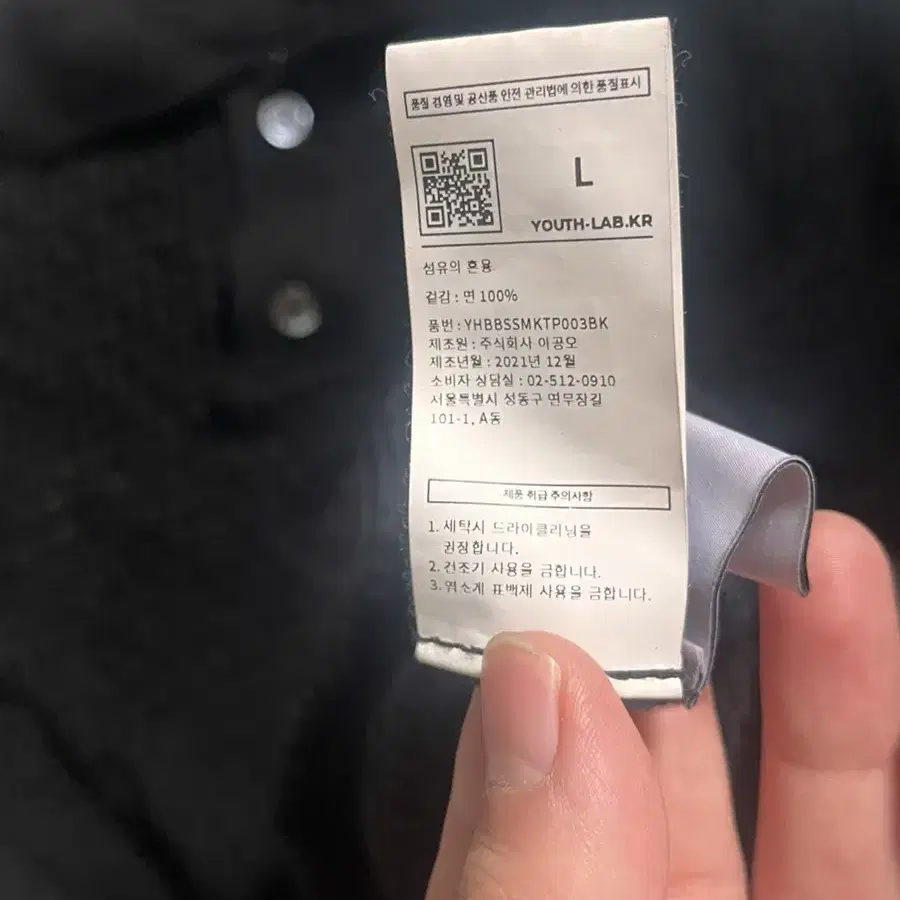 품질 경영 및 공산품 안전 관리법에 의한 품질표시
L
YOUTH-LAB.KR
섬유의 혼용
겉감 : 면 100%
품번 : YHBBSSMKTP003BK
제조원 : 주식회사 이공오
제조년월 : 2021년 12월
소비자 상담실 : 02-512-0910
서울특별시 성동구 연무장길
101-1, A동
제품 취급 주의사항
1. 세탁시 드라이클리닝을
권장합니다.
2. 건조기 사용을 금합니다.
3. 염소계 표백제 사용을 금합니다.